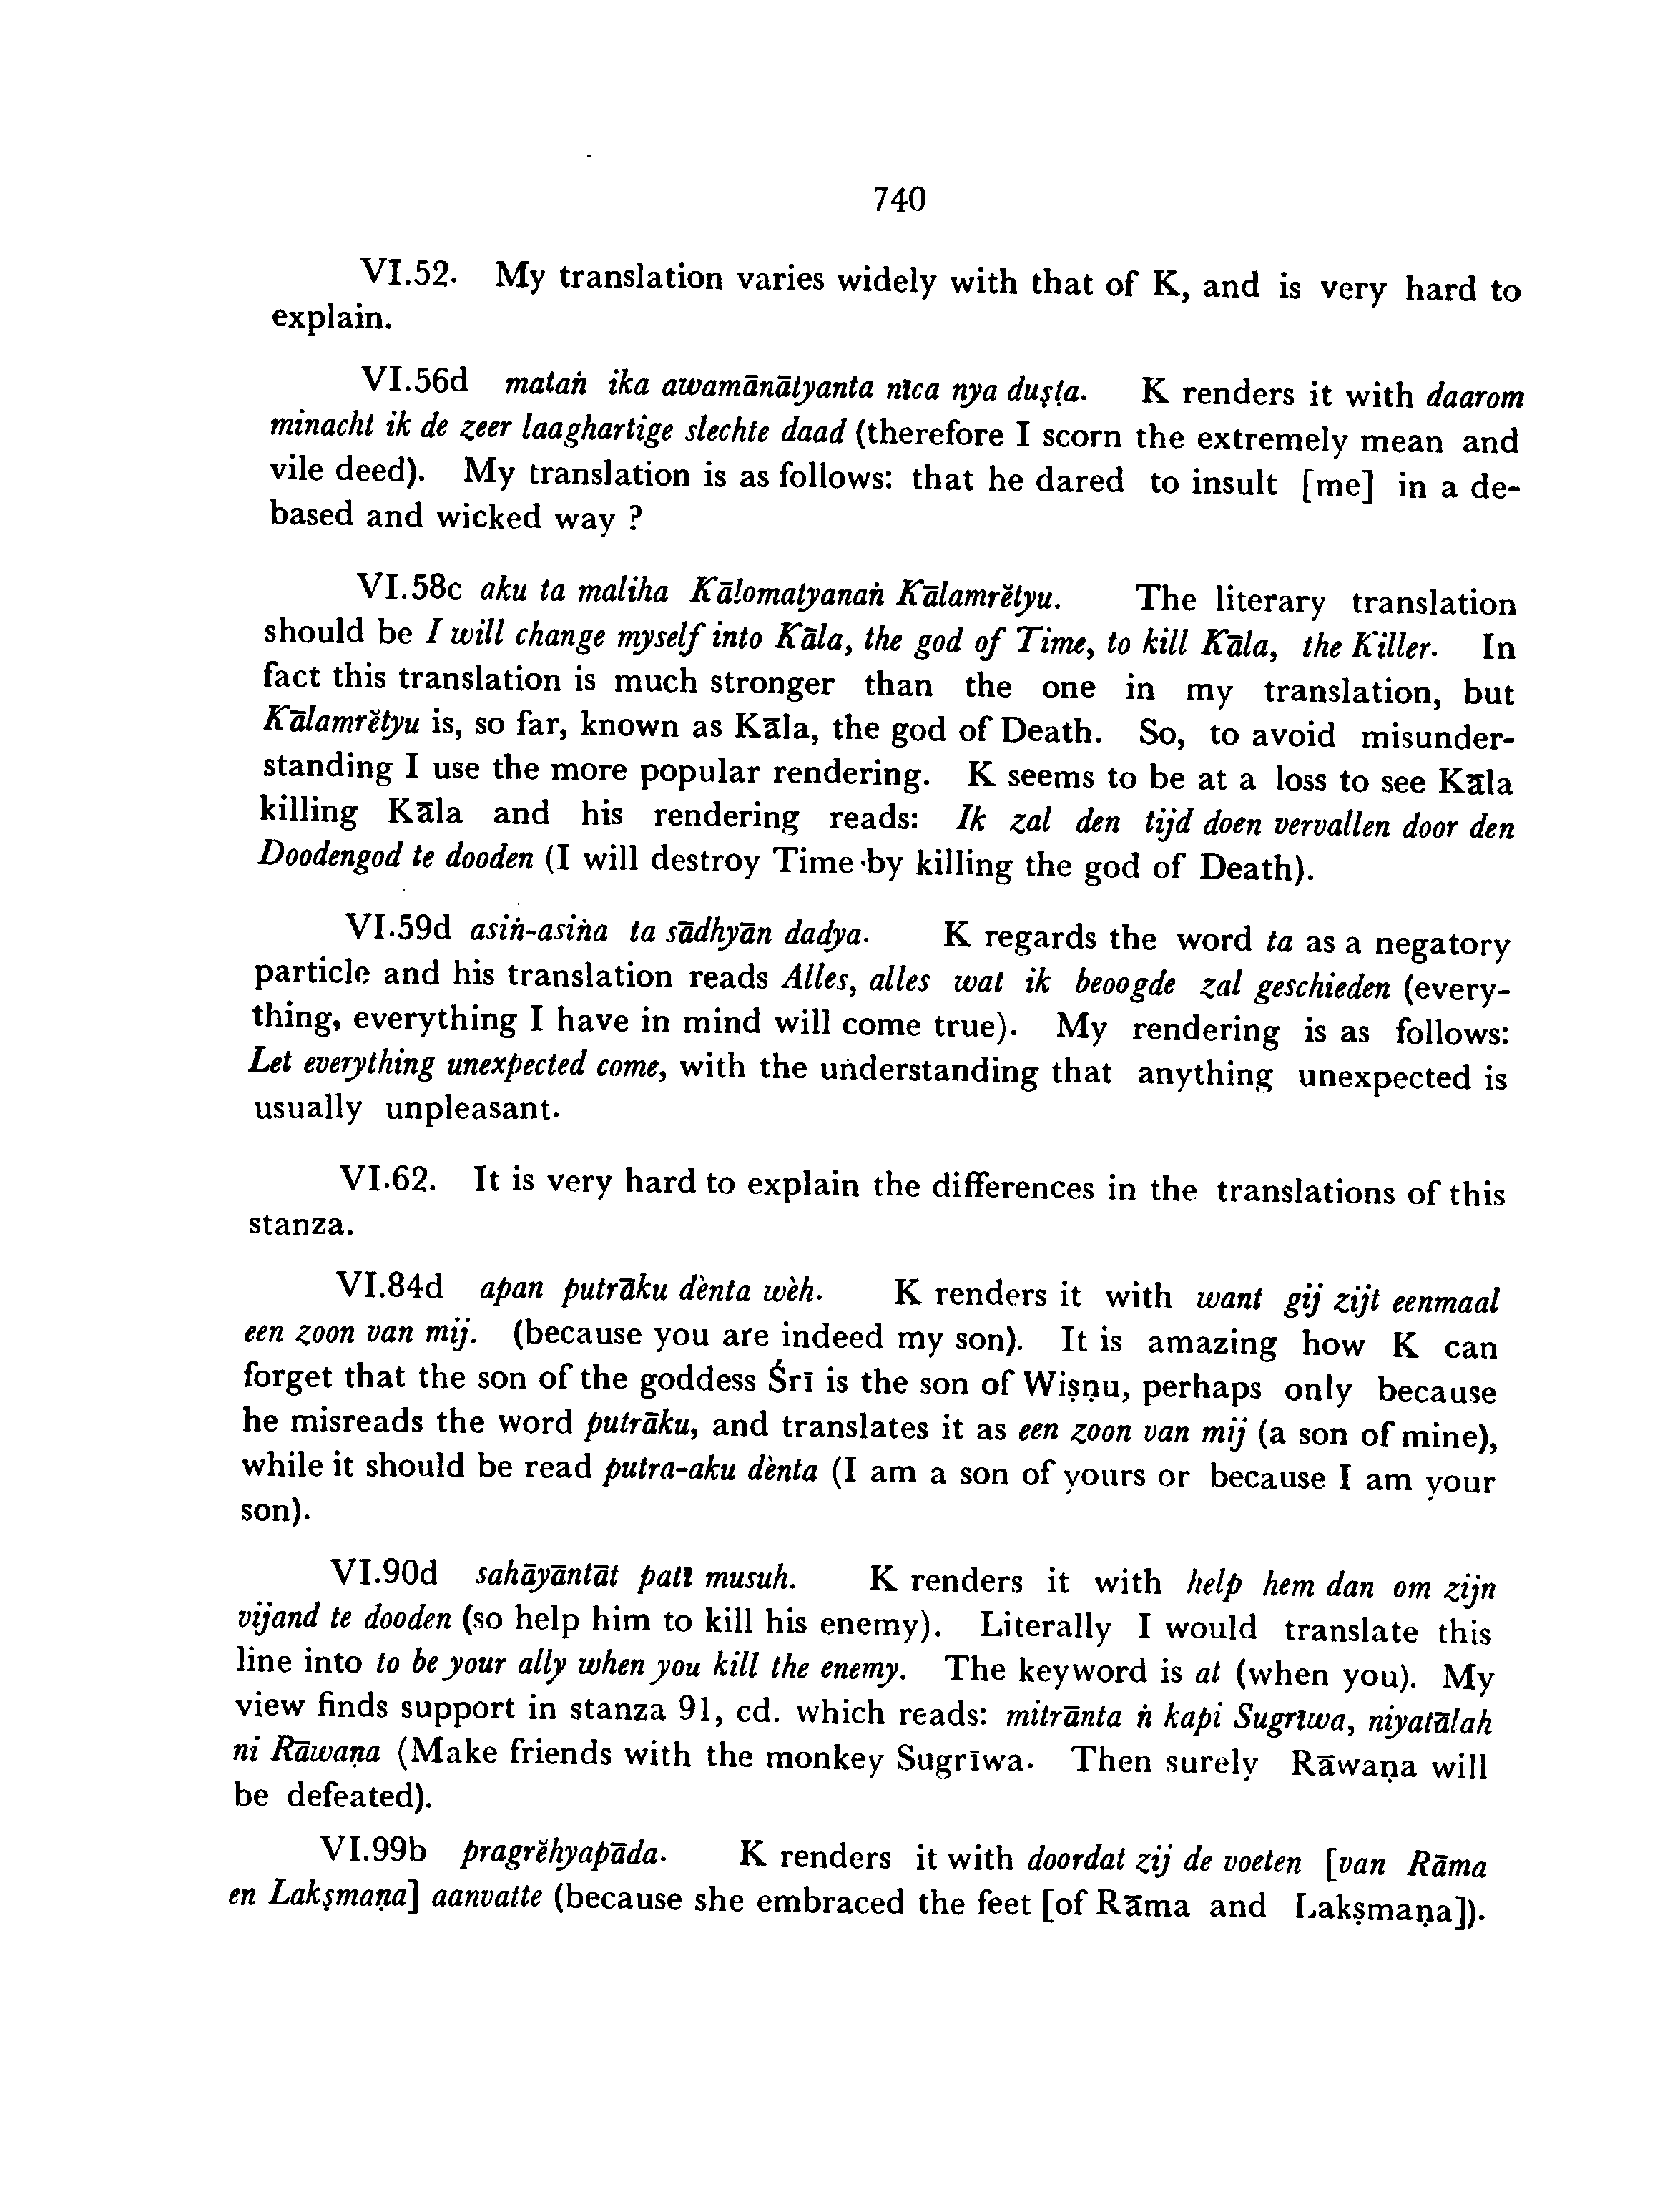 740
VI.52. My translation varies widely with that of K, and is very hard to
explain.
VI.56d mataṅ ika awamānātyanta nīca nya duṣṭa. K renders it with daarom
minacht ik de zeer laaghartige slechte daad (therefore I scorn the extremely mean and
vile deed). My translation is as follows: that he dared to insult [me] in a de-
based and wicked way ?
VI.58c aku ta maliha Kālomatyanaṅ Kālamrĕtyu. The literary translation
should be I will change myself into Kāla, the god of Time, to kill Kāla, the Killer. In
fact this translation is much stronger than the one in my translation, but
Kālamrĕtyu is, so far, known as Kāla, the god of Death. So, to avoid misunder-
standing I use the more popular rendering. K seems to be at a loss to see Kāla
killing Kāla and his rendering reads: Ik zal den tijd doen vervallen door den
Doodengod te dooden (I will destroy Time by killing the god of Death).
VI.59d asiṅ-asiṅa ta sādhyān dadya. K regards the word ta as a negatory
particle and his translation reads Alles, alles wat ik beoogde zal geschieden (every-
thing, everything I have in mind will come true). My rendering is as follows:
Let everything unexpected come, with the understanding that anything unexpected is
usually unpleasant.
VI.62. It is very hard to explain the differences in the translations of this
stanza.
VI.84d apan putrāku dènta wèh. K renders it with want gij zijt eenmaal
een zoon van mij. (because you are indeed my son). It is amazing how K can
forget that the son of the goddess Śrī is the son of Wiṣṇu, perhaps only because
he misreads the word putrāku, and translates it as een zoon van mij (a son of mine),
while it should be read putra-aku dènta (I am a son of yours or because I am your
son).
VI.90d sahāyāntāt patī musuh. K renders it with help hem dan om zijn
vijand te dooden (so help him to kill his enemy). Literally I would translate this
line into to be your ally when you kill the enemy. The keyword is at (when you). My
view finds support in stanza 91, cd. which reads: mitrānta ṅ kapi Sugrīwa, niyatālah
ni Rāwaṇa (Make friends with the monkey Sugrīwa. Then surely Rāwaṇa will
be defeated).
VI.99b pragrĕhyapāda. K renders it with doordat zij de voeten [van Rāma
en Lakṣmaṇa] aanvatte (because she embraced the feet [of Rāma and Lakṣmaṇa]).